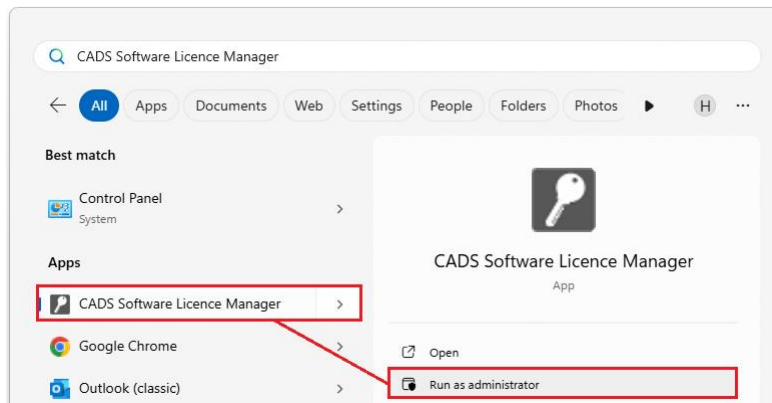 CADS Software Licence Manager
All Apps Documents Web Settings People Folders Photos H ...
Best match
Control Panel
System
Apps
CADS Software Licence Manager
Google Chrome
Outlook (classic)
CADS Software Licence Manager
App
Open
Run as administrator